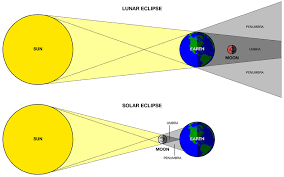 LUNAR ECLIPSE
PENUMBRA
SUN
EARTH
UMBRA
MOON
PENUMBRA
SOLAR ECLIPSE
SUN
UMBRA
EARTH
MOON
PENUMBRA